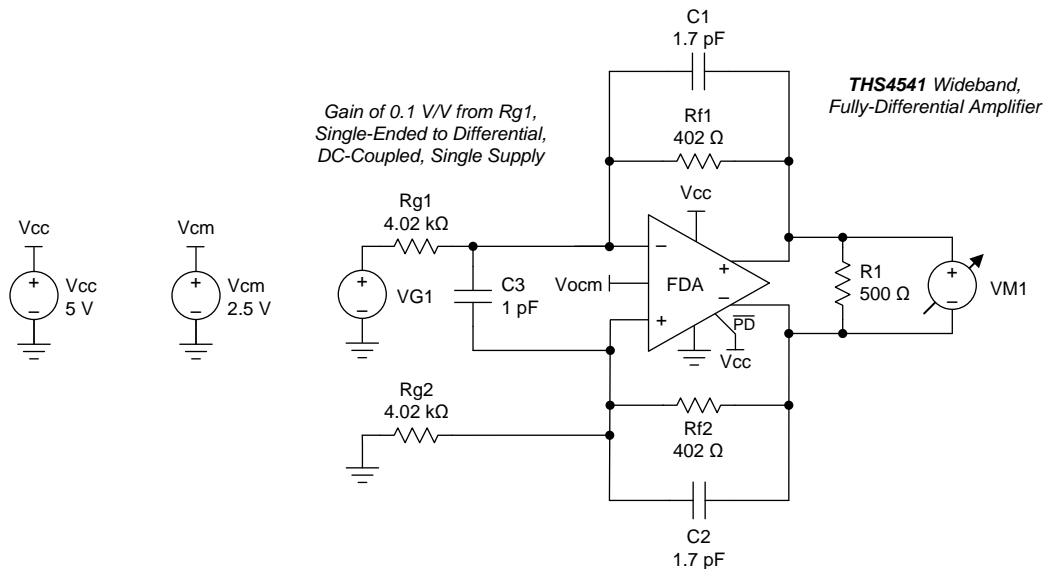 C1
1.7 pF
THS4541 Wideband,
Fully-Differential Amplifier
Gain of 0.1 V/V from Rg1,
Single-Ended to Differential,
DC-Coupled, Single Supply
Rf1
402 Ω
Vcc
Rg1
4.02 kΩ
Vcc
Vcm
Vcc
5 V
+
−
Vcm
2.5 V
+
−
VG1
+
−
C3
1 pF
Vocm
FDA
−
+
+
−
PD
Vcc
R1
500 Ω
VM1
+
−
Rg2
4.02 kΩ
Rf2
402 Ω
C2
1.7 pF